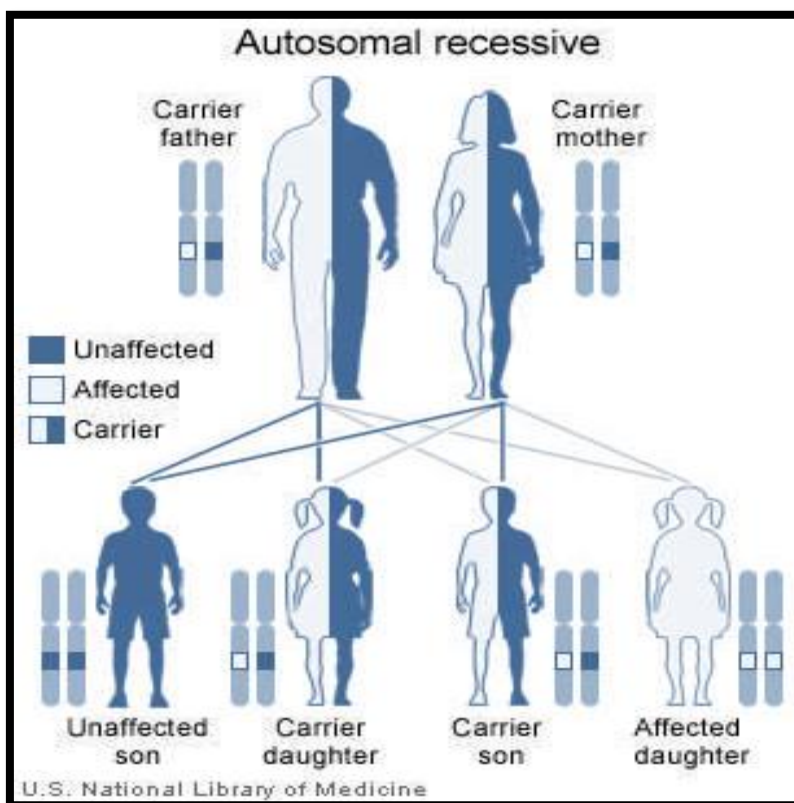 Autosomal recessive
Carrier
father
Carrier
mother
Unaffected
Affected
Carrier
Unaffected
son
Carrier
daughter
Carrier
son
Affected
daughter
U.S. National Library of Medicine